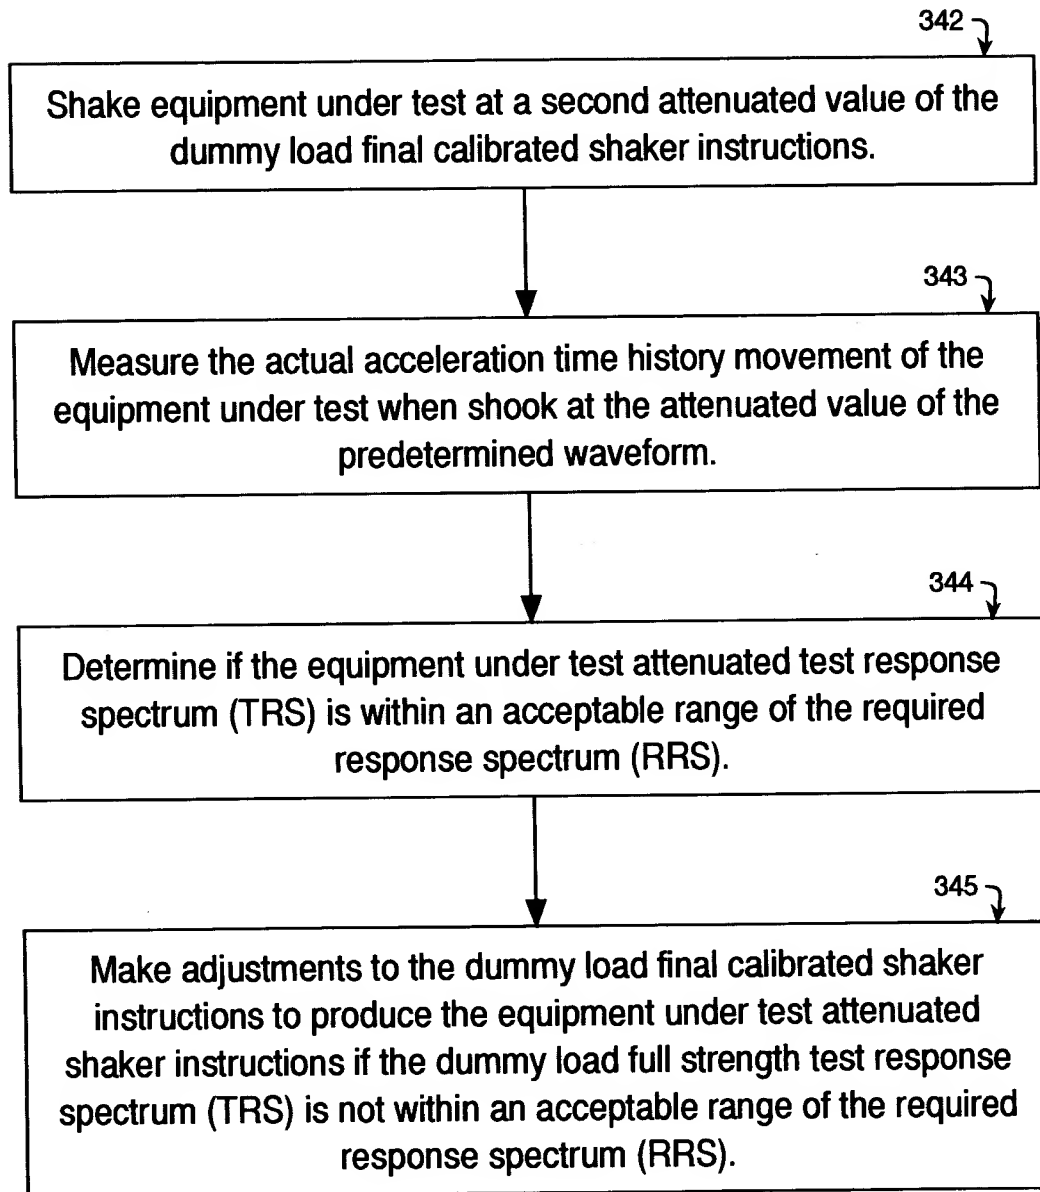 342
Shake equipment under test at a second attenuated value of the
dummy load final calibrated shaker instructions.
343
Measure the actual acceleration time history movement of the
equipment under test when shook at the attenuated value of the
predetermined waveform.
344
Determine if the equipment under test attenuated test response
spectrum (TRS) is within an acceptable range of the required
response spectrum (RRS).
345
Make adjustments to the dummy load final calibrated shaker
instructions to produce the equipment under test attenuated
shaker instructions if the dummy load full strength test response
spectrum (TRS) is not within an acceptable range of the required
response spectrum (RRS).